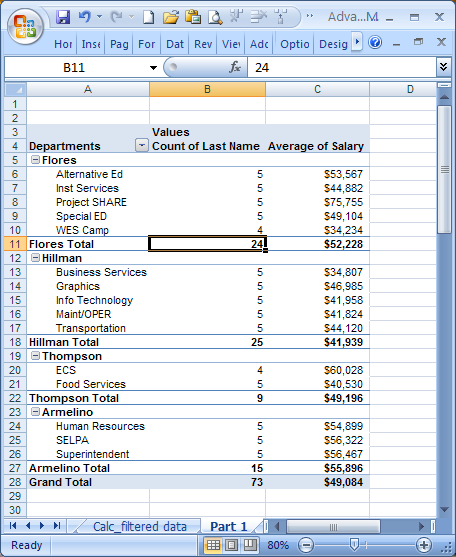 Adva...M..
Hor Inse Pag For Dat Rev Viev Adc Optio Desig
B11 fx 24
A B C D
1
2
3 Values
4 Departments Count of Last Name Average of Salary
5 Flores
6 Alternative Ed 5 $53,567
7 Inst Services 5 $44,882
8 Project SHARE 5 $75,755
9 Special ED 5 $49,104
10 WES Camp 4 $34,234
11 Flores Total 24 $52,228
12 Hillman
13 Business Services 5 $34,807
14 Graphics 5 $46,985
15 Info Technology 5 $41,958
16 Maint/OPER 5 $41,824
17 Transportation 5 $44,120
18 Hillman Total 25 $41,939
19 Thompson
20 ECS 4 $60,028
21 Food Services 5 $40,530
22 Thompson Total 9 $49,196
23 Armelino
24 Human Resources 5 $54,899
25 SELPA 5 $56,322
26 Superintendent 5 $56,467
27 Armelino Total 15 $55,896
28 Grand Total 73 $49,084
29
30
Calc_filtered data Part 1
Ready 80%